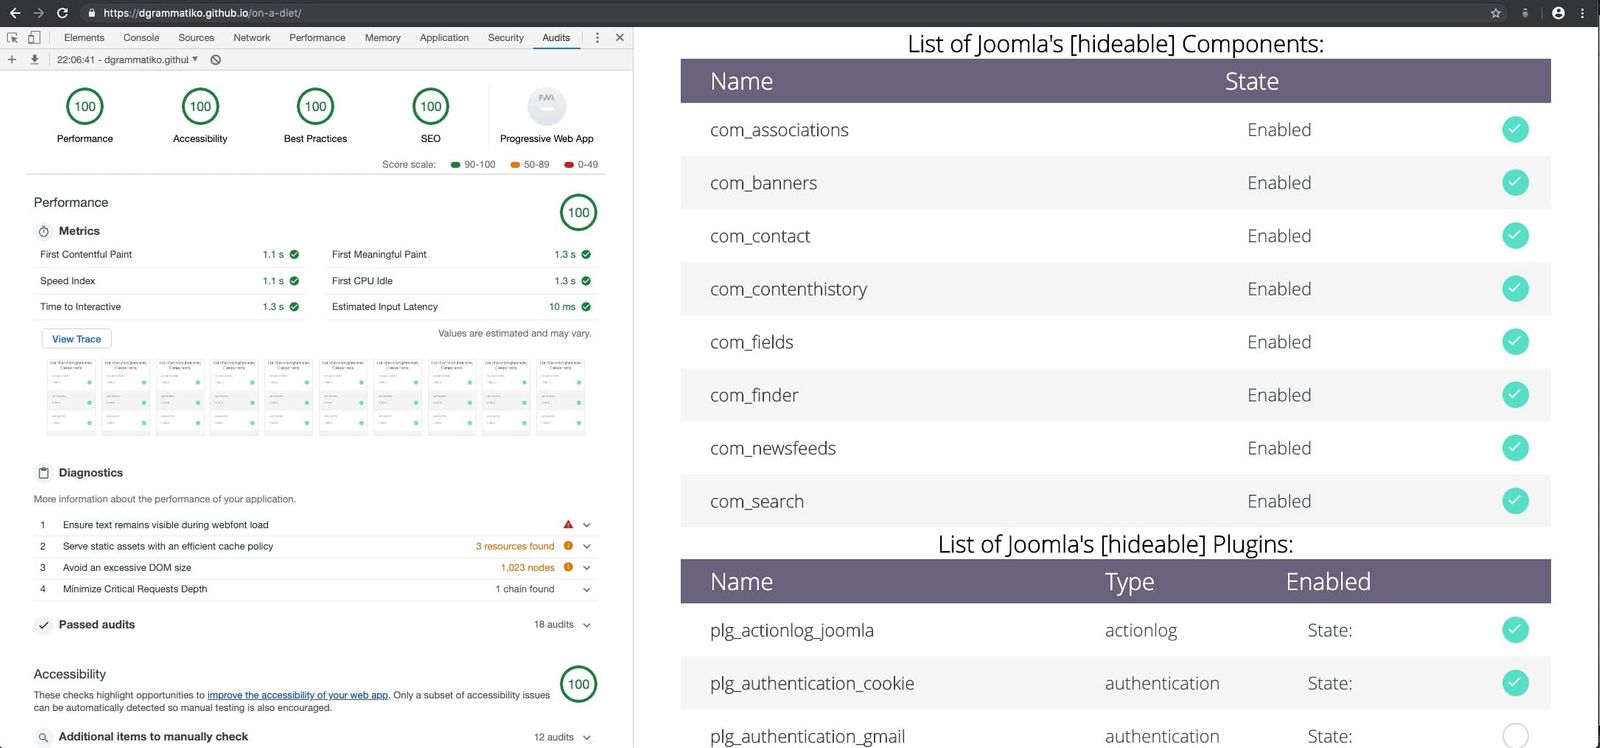 https://dgrammatiko.github.io/on-a-diet/
Elements Console Sources Network Performance Memory Application Security Audits
22:06:41 - dgrammatiko.githul
100 100 100 100 PWA
Performance Accessibility Best Practices SEO Progressive Web App
Score scale: 90-100 50-89 0-49
Performance
100
Metrics
First Contentful Paint 1.1 s First Meaningful Paint 1.3 s
Speed Index 1.1 s First CPU Idle 1.3 s
Time to Interactive 1.3 s Estimated Input Latency 10 ms
View Trace Values are estimated and may vary.
Diagnostics
More information about the performance of your application.
1 Ensure text remains visible during webfont load
2 Serve static assets with an efficient cache policy 3 resources found
3 Avoid an excessive DOM size 1,023 nodes
4 Minimize Critical Requests Depth 1 chain found
Passed audits 18 audits
Accessibility
100
These checks highlight opportunities to improve the accessibility of your web app. Only a subset of accessibility issues
can be automatically detected so manual testing is also encouraged.
Additional items to manually check 12 audits
List of Joomla's [hideable] Components:
Name State
com_associations Enabled
com_banners Enabled
com_contact Enabled
com_contenthistory Enabled
com_fields Enabled
com_finder Enabled
com_newsfeeds Enabled
com_search Enabled
List of Joomla's [hideable] Plugins:
Name Type Enabled
plg_actionlog_joomla actionlog State:
plg_authentication_cookie authentication State:
plg_authentication_gmail authentication State: